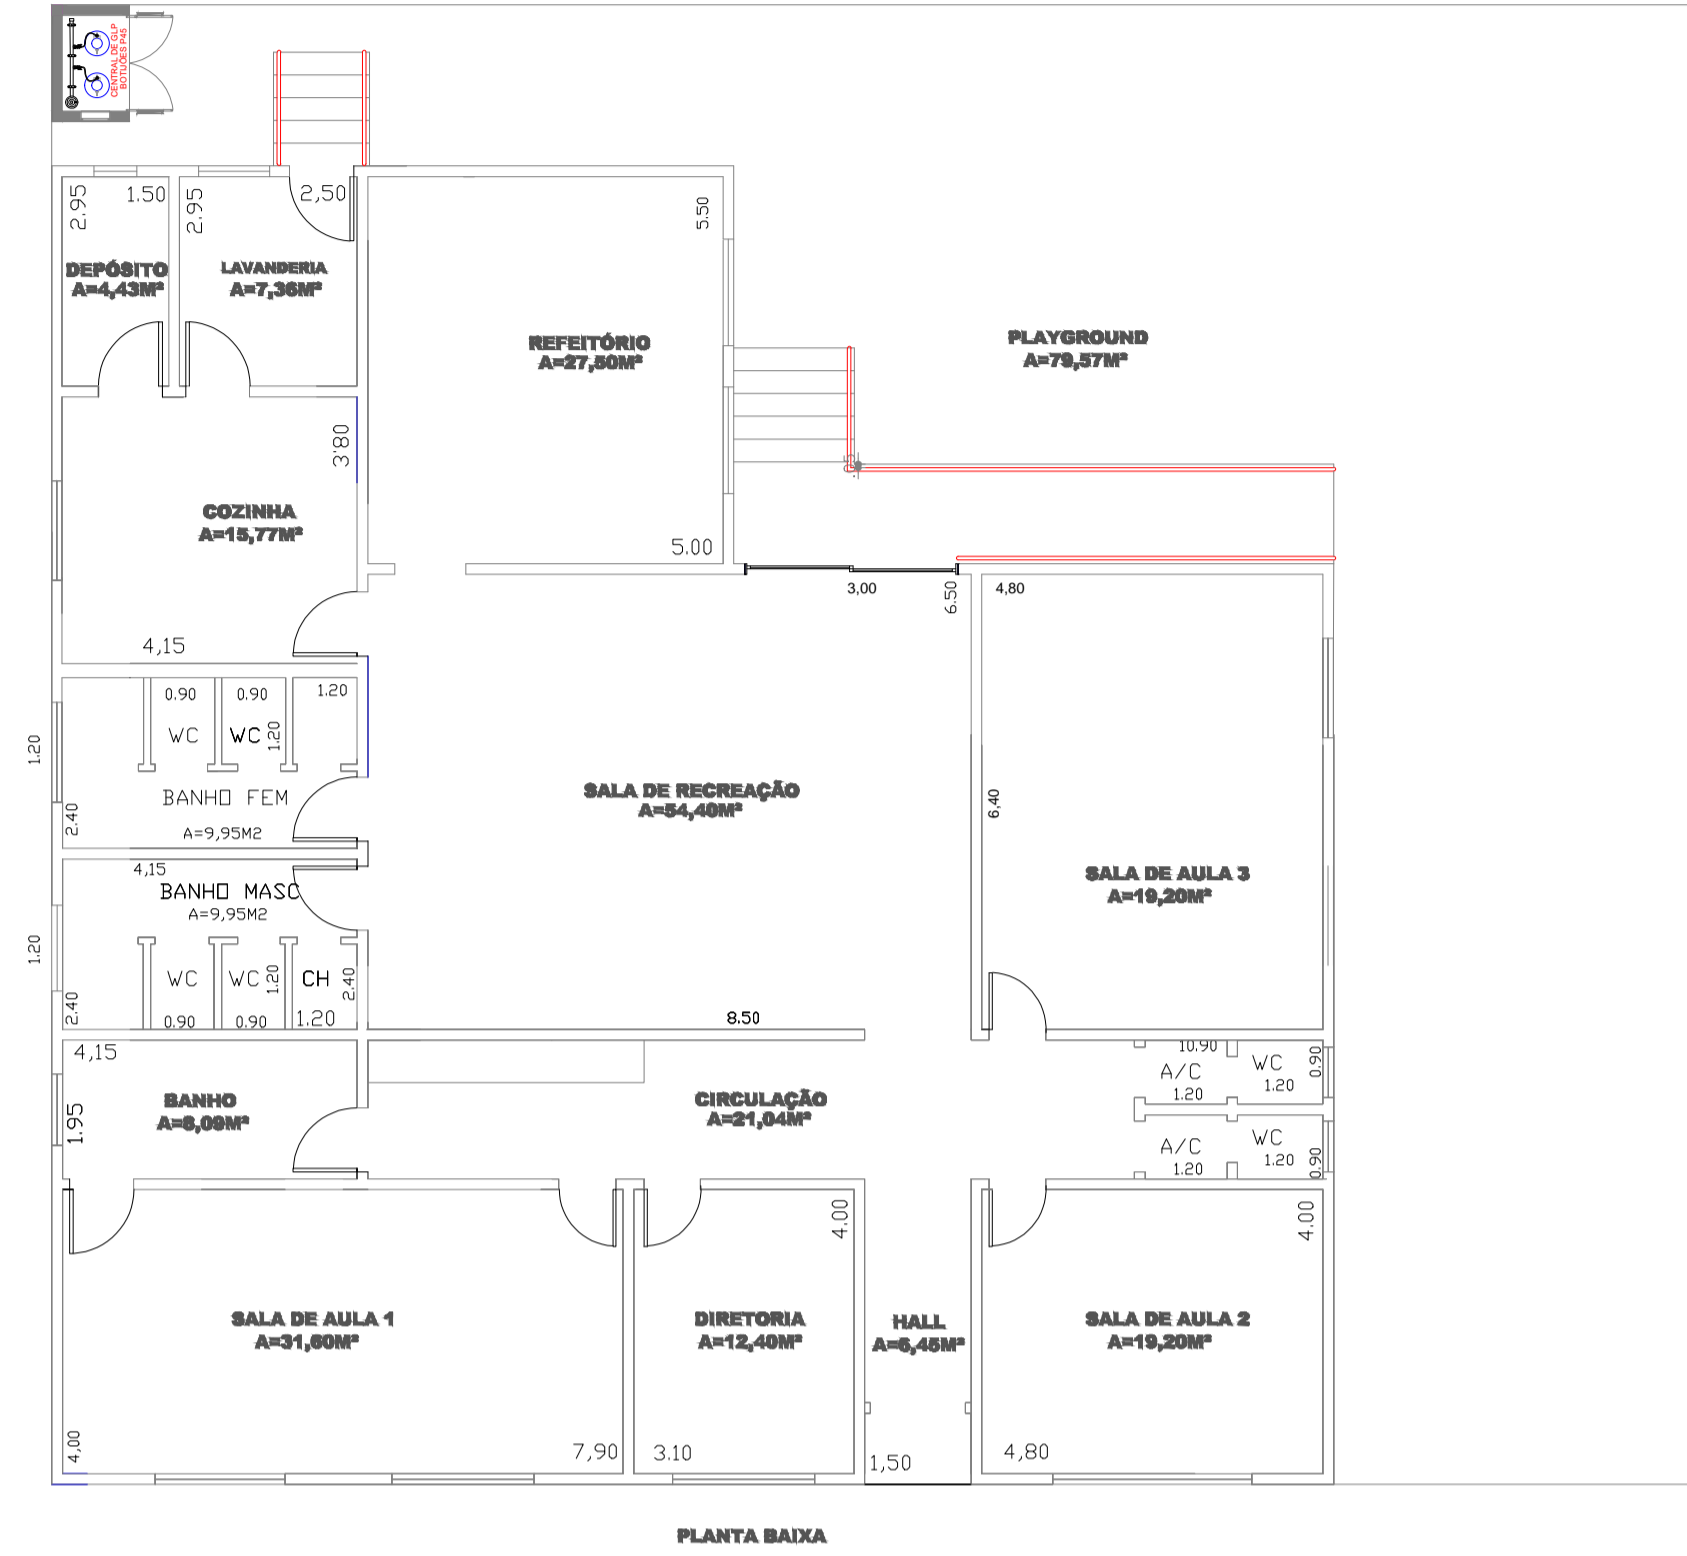 CENTRAL DE GLP
BOTIJÕES P45
2.95
1.50
2.95
2,50
5.50
DEPÓSITO
A=4,43M²
LAVANDERIA
A=7,36M²
REFEITÓRIO
A=27,50M²
PLAYGROUND
A=79,57M²
3'80
COZINHA
A=15,77M²
5.00
4,15
3,00
6.50
4,80
0.90
0.90
1.20
WC
WC
1.20
1.20
BANHO FEM
A=9,95M2
2.40
SALA DE RECREAÇÃO
A=54,40M²
6,40
4,15
BANHO MASC
A=9,95M2
SALA DE AULA 3
A=19,20M²
1.20
WC
WC
1.20
CH
2.40
2.40
0.90
0.90
1.20
8.50
4,15
10.90
A/C
1.20
WC
1.20
0.90
BANHO
A=8,09M²
1.95
CIRCULAÇÃO
A=21,04M²
A/C
1.20
WC
1.20
0.90
4.00
4.00
SALA DE AULA 1
A=31,60M²
DIRETORIA
A=12,40M²
HALL
A=6,45M²
SALA DE AULA 2
A=19,20M²
4,00
7,90
3.10
1,50
4,80
PLANTA BAIXA